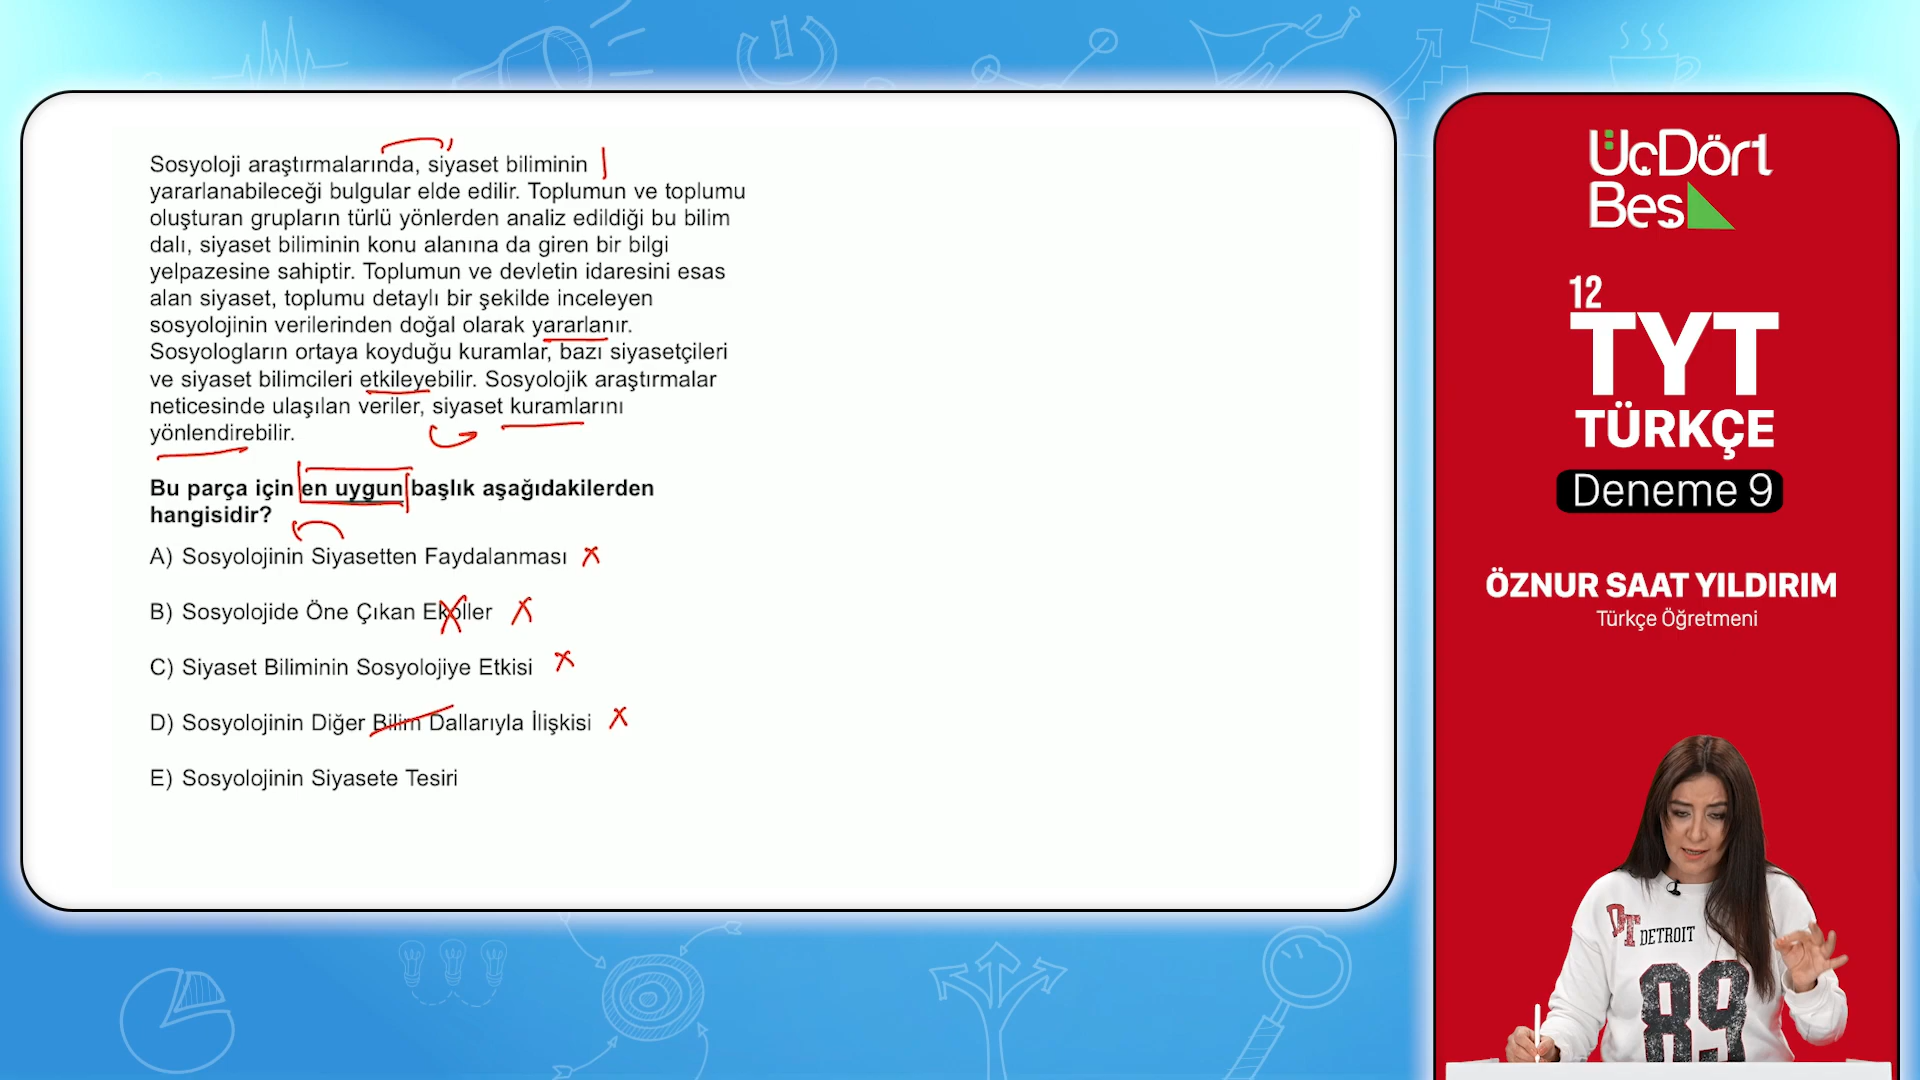 Sosyoloji araştırmalarında, siyaset biliminin
yararlanabileceği bulgular elde edilir. Toplumun ve toplumu
oluşturan grupların türlü yönlerden analiz edildiği bu bilim
dalı, siyaset biliminin konu alanına da giren bir bilgi
yelpazesine sahiptir. Toplumun ve devletin idaresini esas
alan siyaset, toplumu detaylı bir şekilde inceleyen
sosyolojinin verilerinden doğal olarak yararlanır.
Sosyologların ortaya koyduğu kuramlar, bazı siyasetçileri
ve siyaset bilimcileri etkileyebilir. Sosyolojik araştırmalar
neticesinde ulaşılan veriler, siyaset kuramlarını
yönlendirebilir.
Bu parça için en uygun başlık aşağıdakilerden
hangisidir?
A) Sosyolojinin Siyasetten Faydalanması
B) Sosyolojide Öne Çıkan Ekoller
C) Siyaset Biliminin Sosyolojiye Etkisi
D) Sosyolojinin Diğer Bilim Dallarıyla İlişkisi
E) Sosyolojinin Siyasete Tesiri
ÜçDört
Beş
12
TYT
TÜRKÇE
Deneme 9
ÖZNUR SAAT YILDIRIM
Türkçe Öğretmeni
DT DETROIT
89